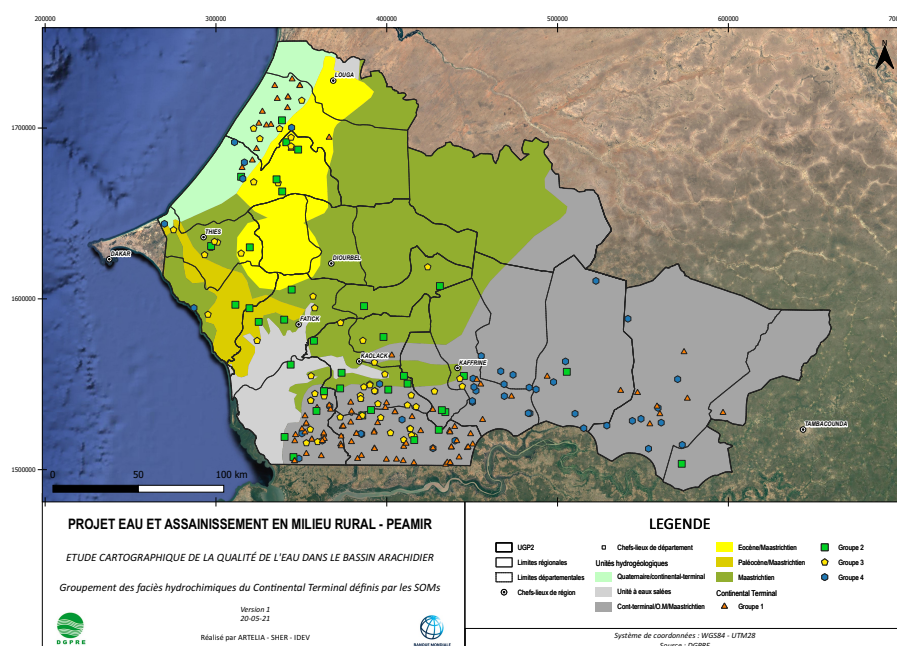 200000 300000 400000 500000 600000 700
1700000
1600000
1500000
N
LOUGA
THIES
DAKAR
DIOURBEL
FATICK
KAOLACK
KAFFRINE
TAMBACOUNDA
0 50 100 km
PROJET EAU ET ASSAINISSEMENT EN MILIEU RURAL - PEAMIR
ETUDE CARTOGRAPHIQUE DE LA QUALITÉ DE L'EAU DANS LE BASSIN ARACHIDIER
Groupement des faciès hydrochimiques du Continental Terminal définis par les SOMs
Version 1
20-05-21
Réalisé par ARTELIA - SHER - IDEV
DGPRE
BANQUE MONDIALE
LEGENDE
UGP2
Limites régionales
Limites départementales
Chefs-lieux de région
Chefs-lieux de département
Unités hydrogéologiques
Quaternaire/continental-terminal
Unité à eaux salées
Cont-terminal/O.M/Maastrichtien
Eocène/Maastrichtien
Paléocène/Maastrichtien
Maastrichtien
Continental Terminal
Groupe 1
Groupe 2
Groupe 3
Groupe 4
Système de coordonnées : WGS84 - UTM28
Source : DGPRE